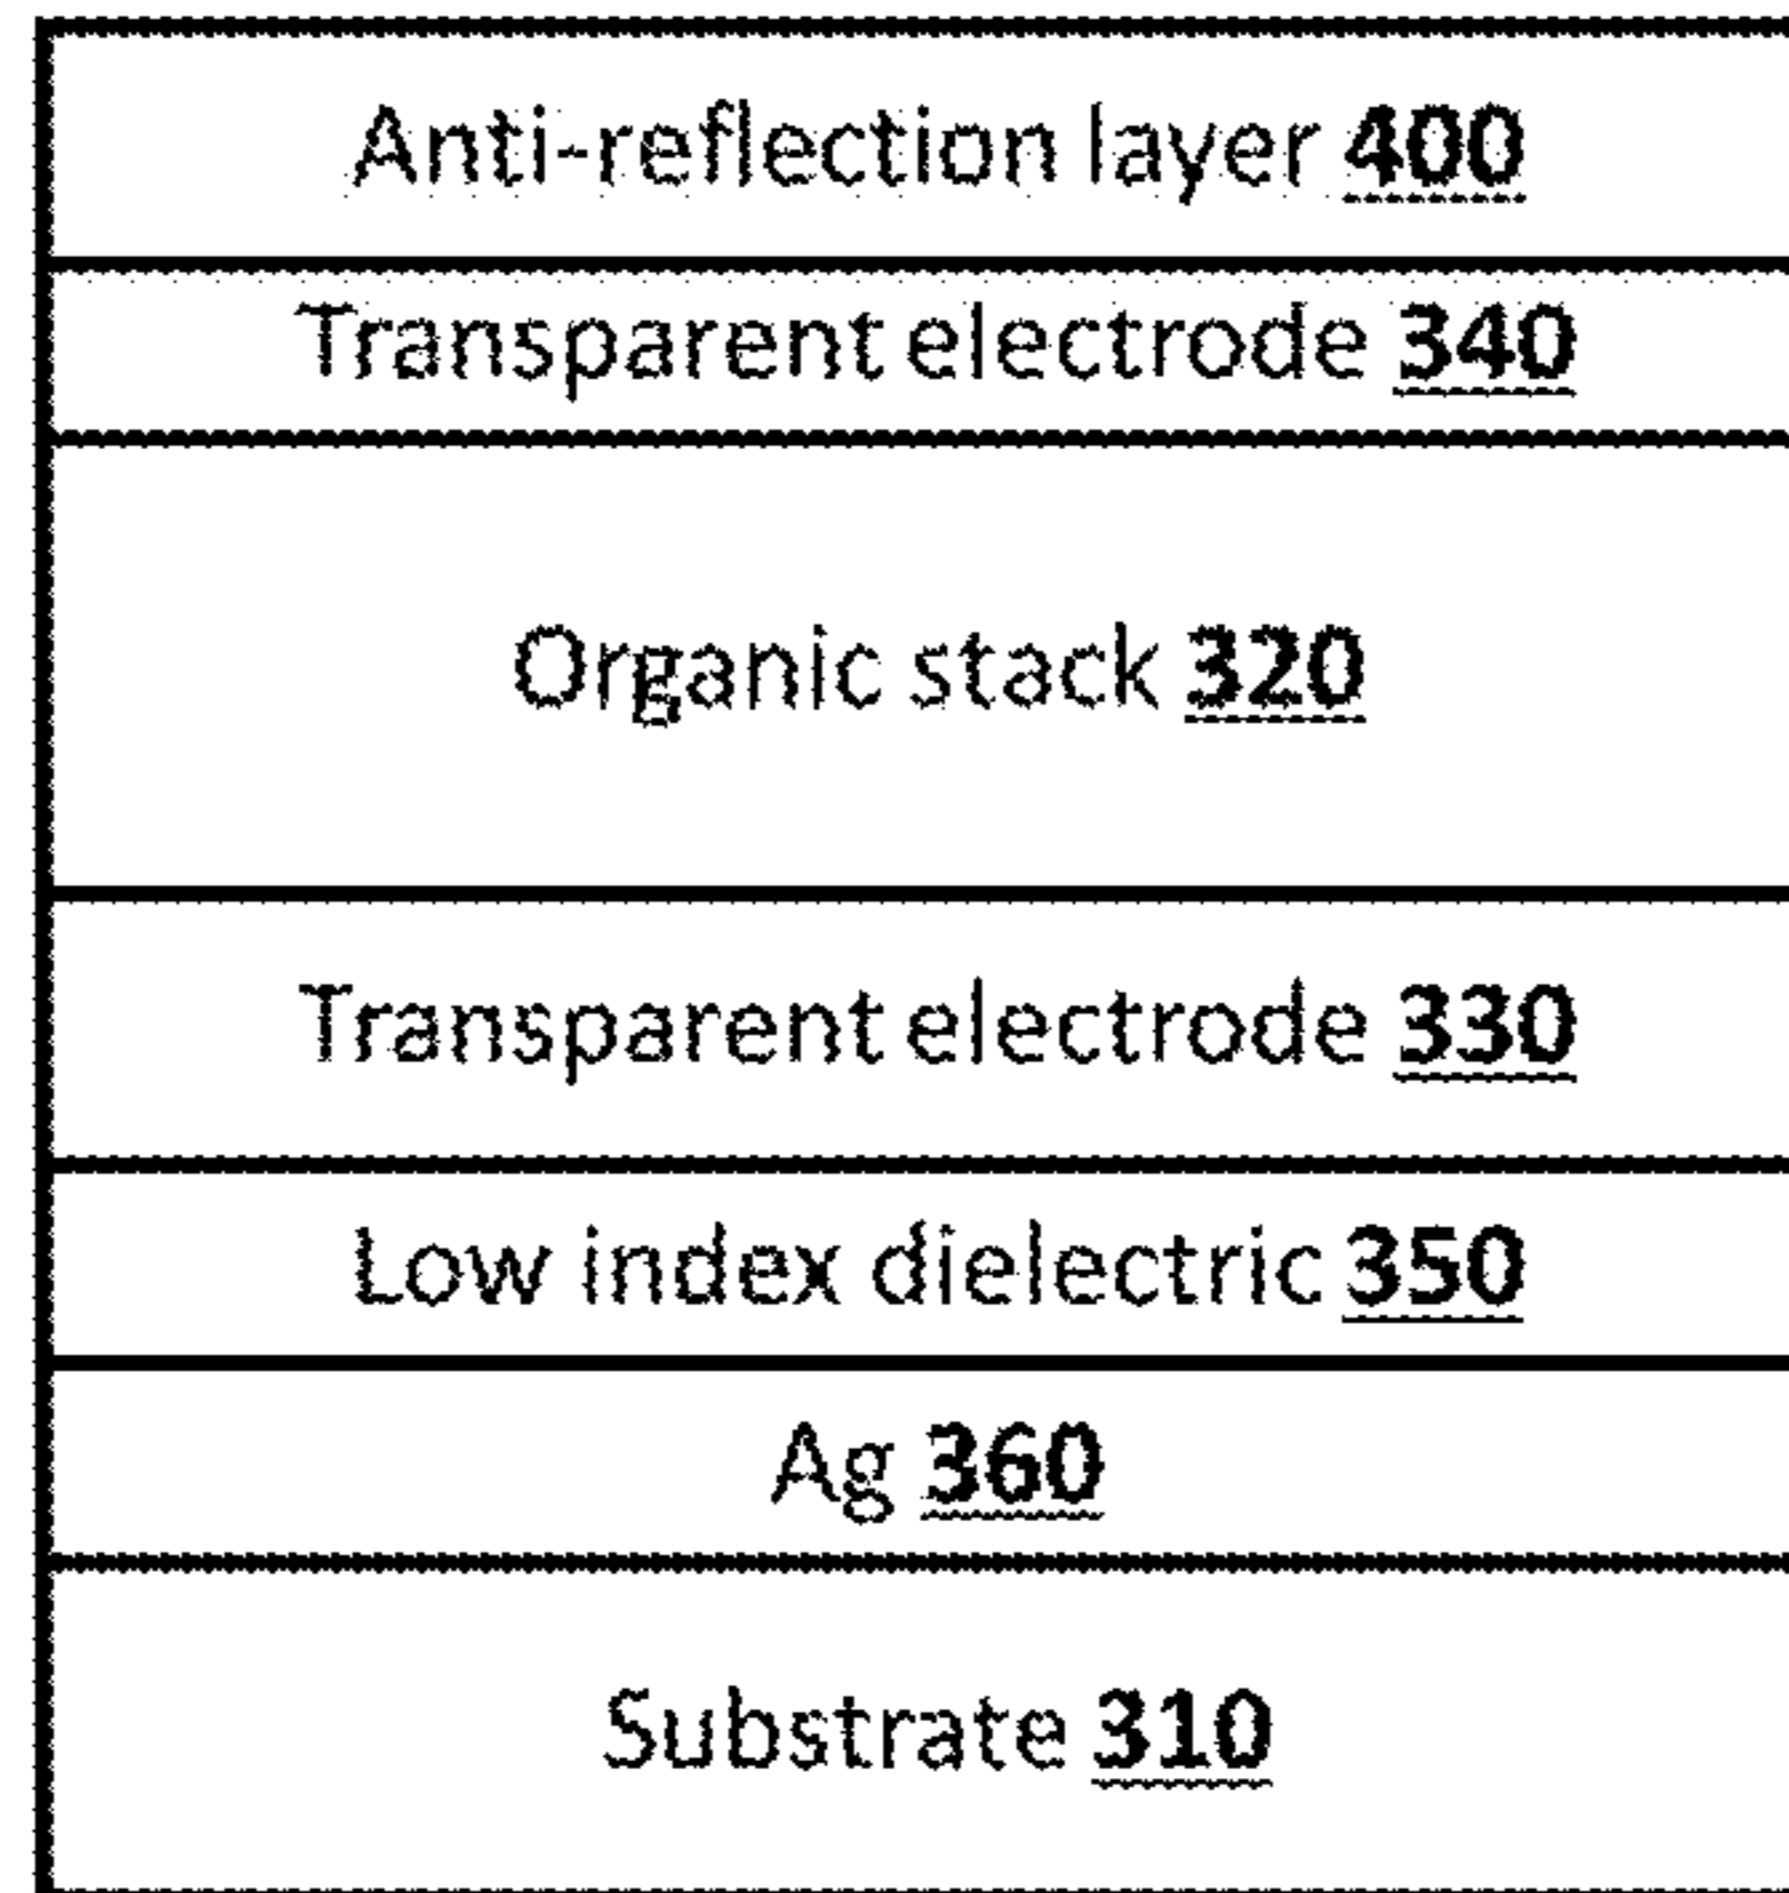 Anti-reflection layer 400
Transparent electrode 340
Organic stack 320
Transparent electrode 330
Low index dielectric 350
Ag 360
Substrate 310